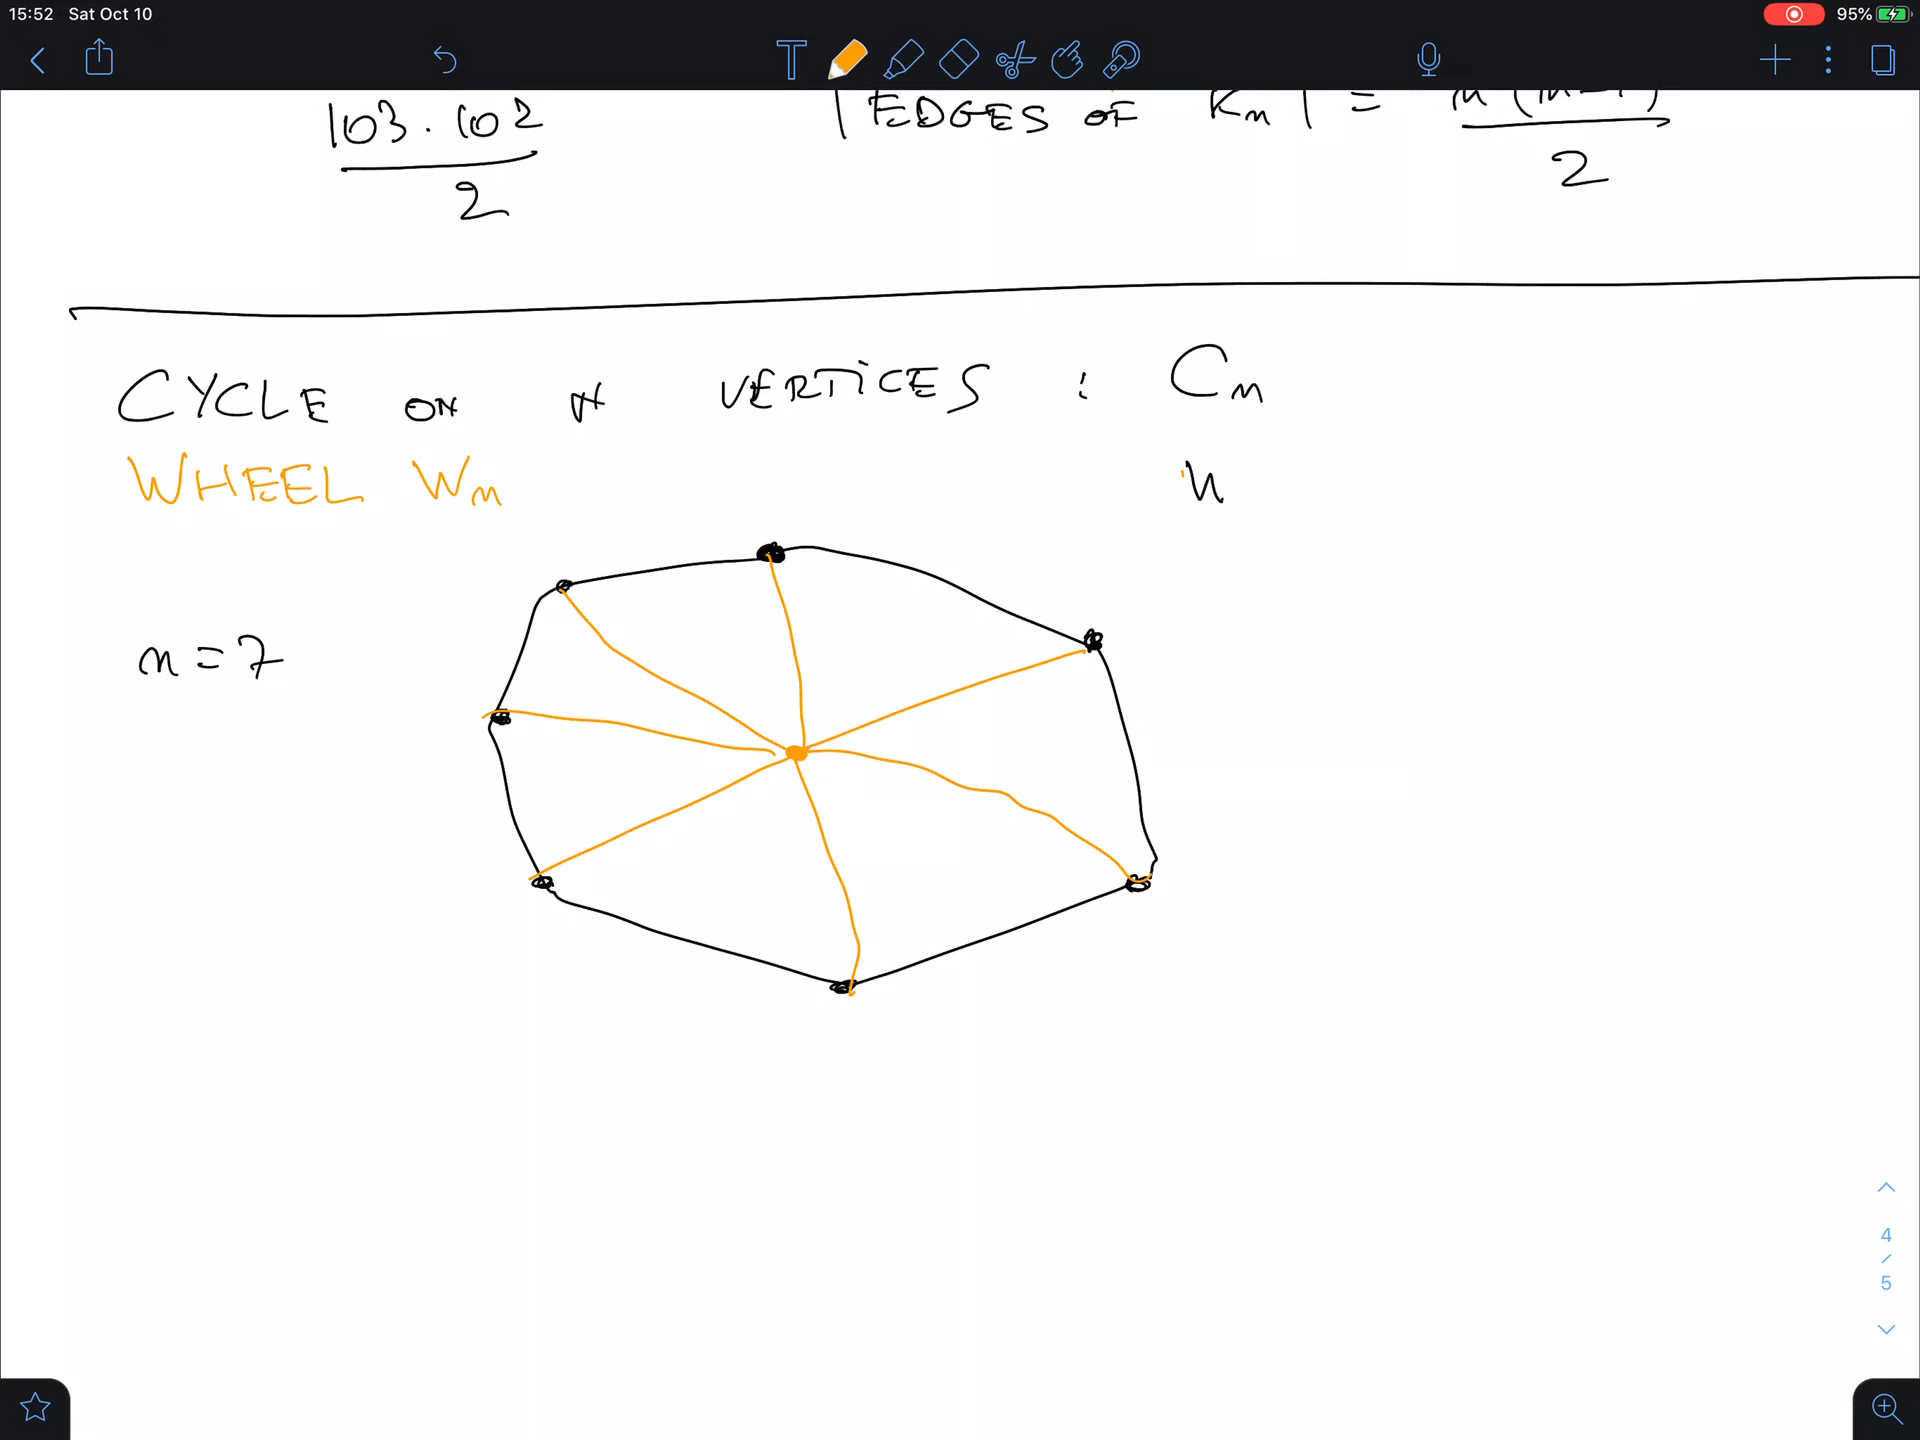 15:52 Sat Oct 10 95%
T
103 · 102 / 2
| EDGES OF Kn | = n(n-1) / 2
CYCLE ON N VERTICES : Cn
WHEEL Wn n
n = 7
4
/
5